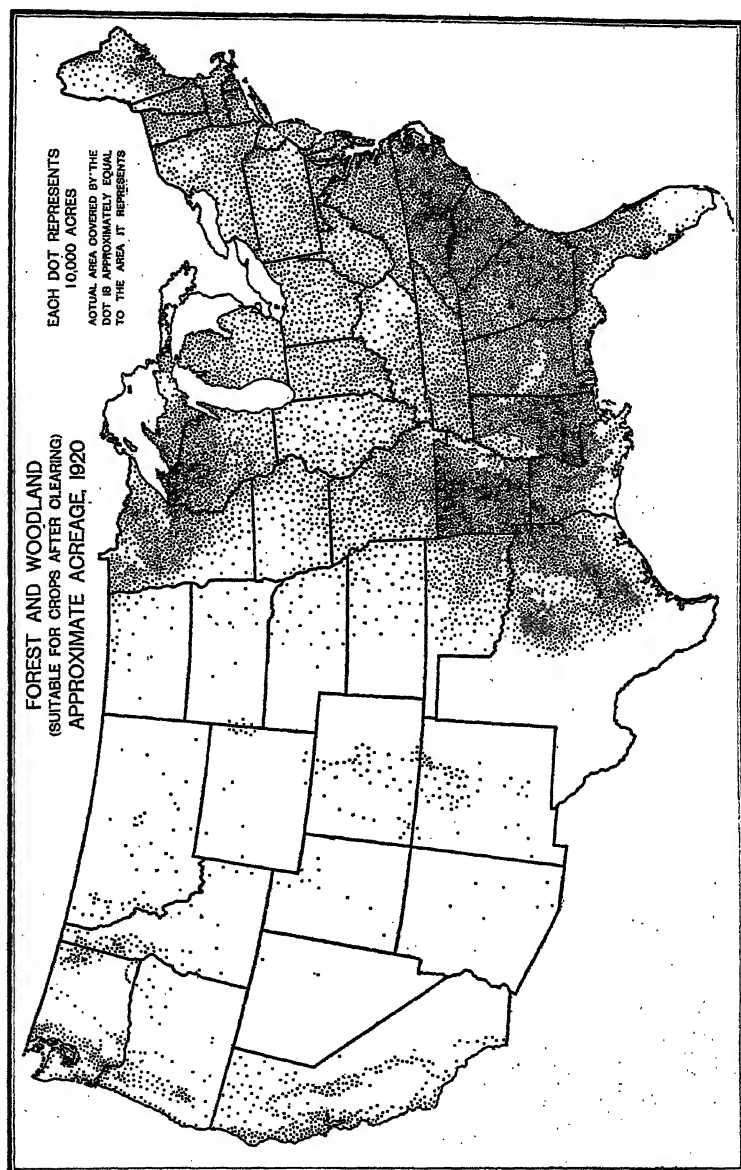 FOREST AND WOODLAND
(SUITABLE FOR CROPS AFTER CLEARING)
APPROXIMATE ACREAGE, 1920
EACH DOT REPRESENTS
10,000 ACRES
ACTUAL AREA COVERED BY THE
DOT IS APPROXIMATELY EQUAL
TO THE AREA IT REPRESENTS